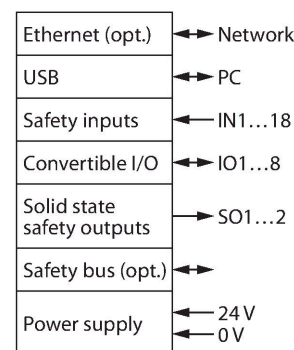 Ethernet (opt.) Network
USB PC
Safety inputs IN1...18
Convertible I/O IO1...8
Solid state
safety outputs SO1...2
Safety bus (opt.)
Power supply 24 V
0 V